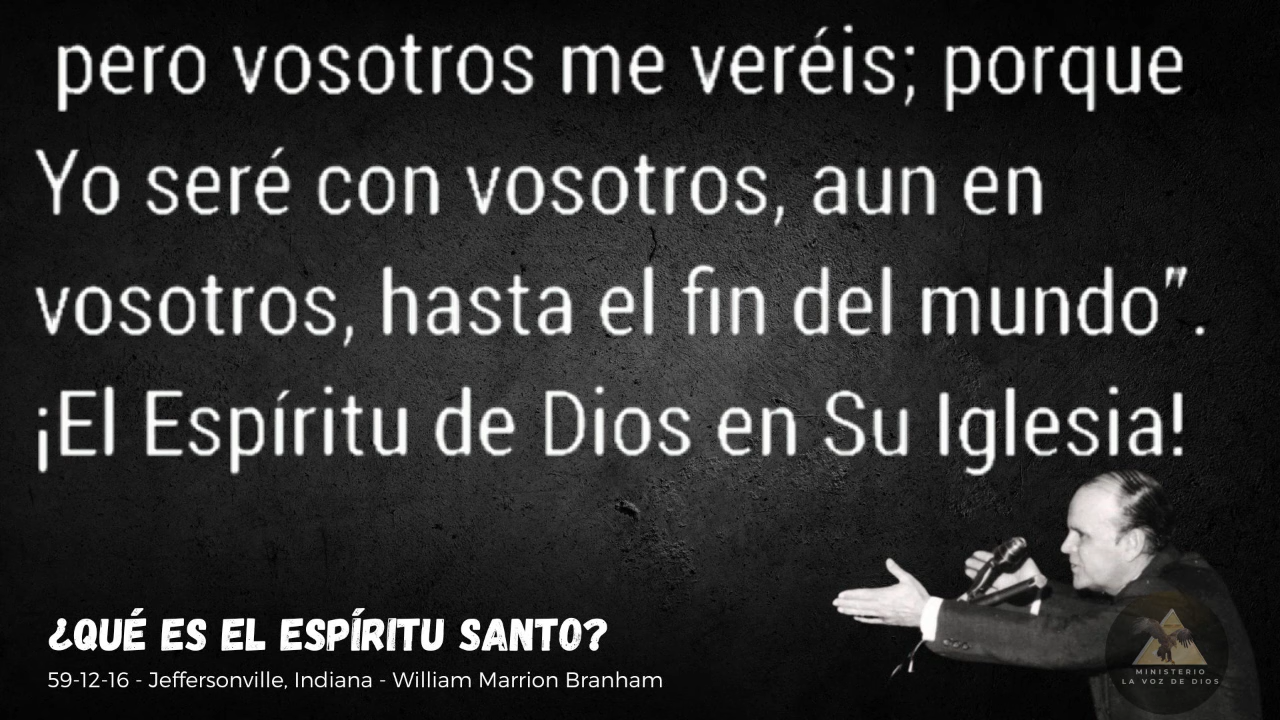 pero vosotros me veréis; porque
Yo seré con vosotros, aun en
vosotros, hasta el fin del mundo”.
¡El Espíritu de Dios en Su Iglesia!
¿QUÉ ES EL ESPÍRITU SANTO?
59-12-16 - Jeffersonville, Indiana - William Marrion Branham
MINISTERIO
LA VOZ DE DIOS